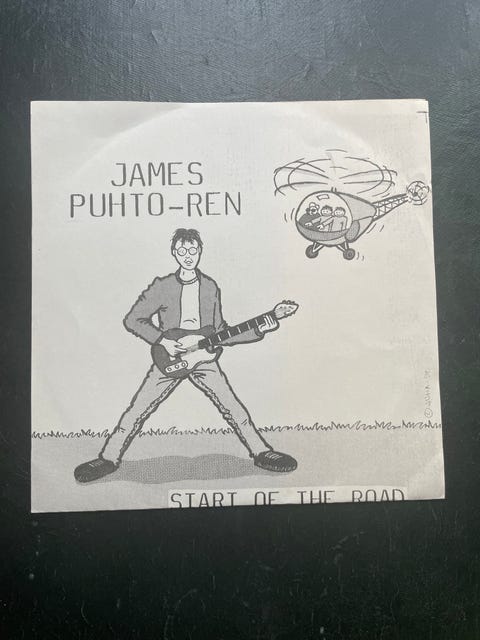 JAMES
PUHTO-REN
START OF THE ROAD